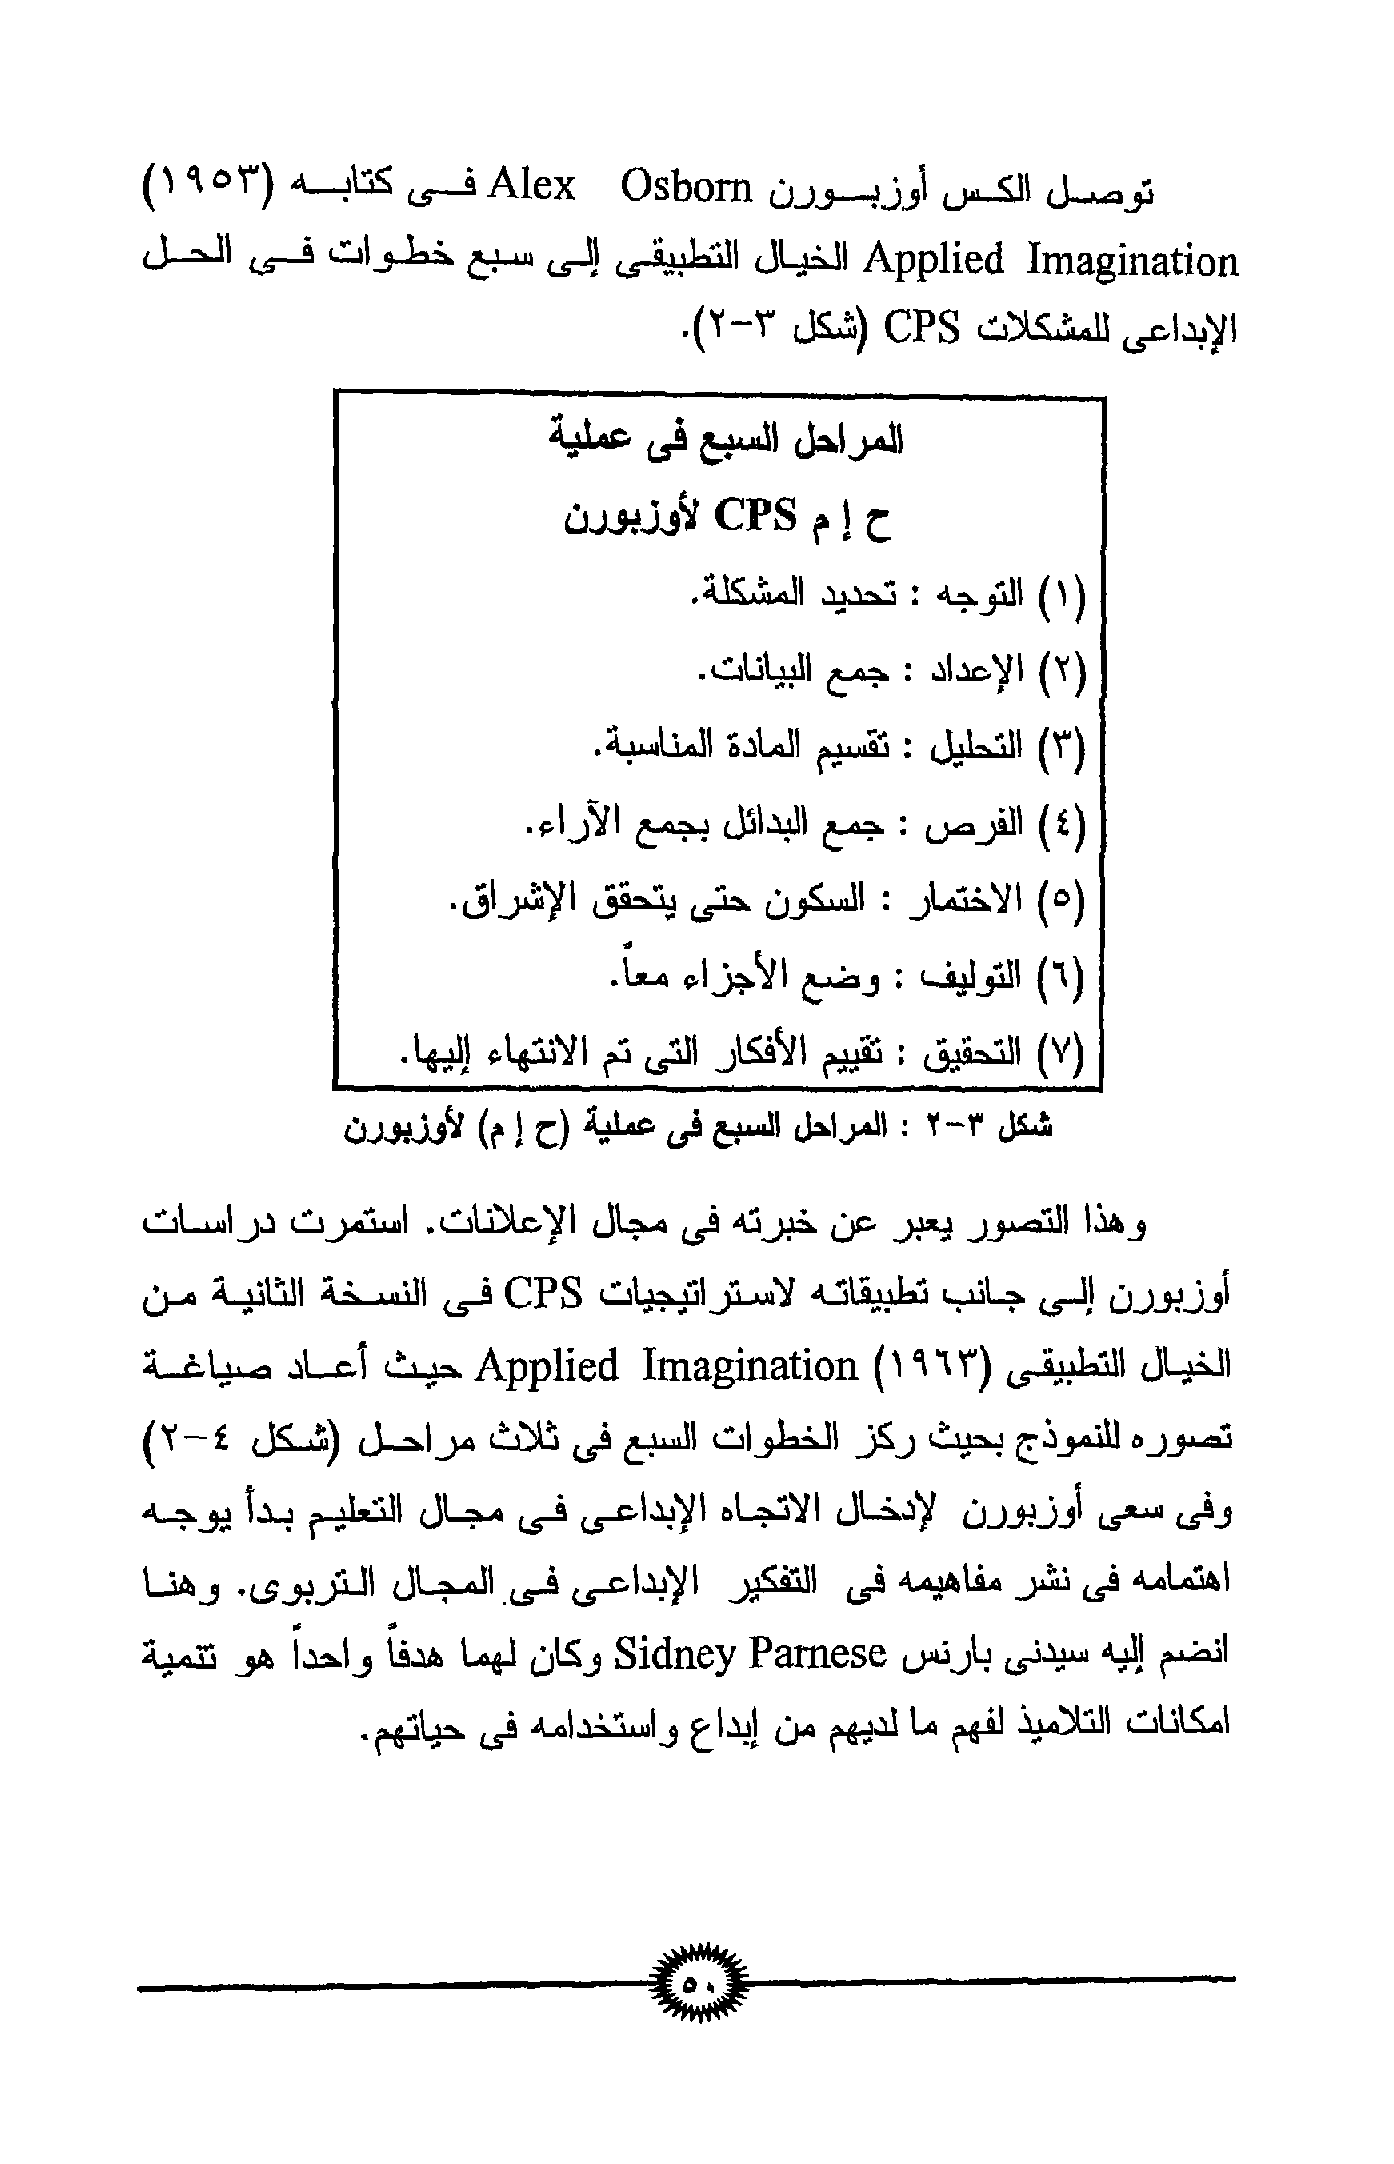 توصل الكس أوزبورن Alex Osborn فى كتابه (١٩٥٣)
Applied Imagination الخيال التطبيقى إلى سبع خطوات فى الحل
الإبداعى للمشكلات CPS (شكل ٣-٢).
المراحل السبع فى عملية
ح إ م CPS لأوزبورن
(١) التوجه : تحديد المشكلة.
(٢) الإعداد : جمع البيانات.
(٣) التحليل : تقسيم المادة المناسبة.
(٤) الفرص : جمع البدائل بجمع الآراء.
(٥) الاختمار : السكون حتى يتحقق الإشراق.
(٦) التوليف : وضع الأجزاء معاً.
(٧) التحقيق : تقييم الأفكار التى تم الانتهاء إليها.
شكل ٣-٢ : المراحل السبع فى عملية (ح إ م) لأوزبورن
وهذا التصور يعبر عن خبرته فى مجال الإعلانات. استمرت دراسات
أوزبورن إلى جانب تطبيقاته لاستراتيجيات CPS فى النسخة الثانية من
الخيال التطبيقى (١٩٦٣) Applied Imagination حيث أعاد صياغة
تصوره للنموذج بحيث ركز الخطوات السبع فى ثلاث مراحل (شكل ٤-٢)
وفى سعى أوزبورن لإدخال الاتجاه الإبداعى فى مجال التعليم بدأ يوجه
اهتمامه فى نشر مفاهيمه فى التفكير الإبداعى فى المجال التربوى. وهنا
انضم إليه سيدنى بارنس Sidney Parnese وكان لهما هدفاً واحداً هو تنمية
امكانات التلاميذ لفهم ما لديهم من إبداع واستخدامه فى حياتهم.
٥٠